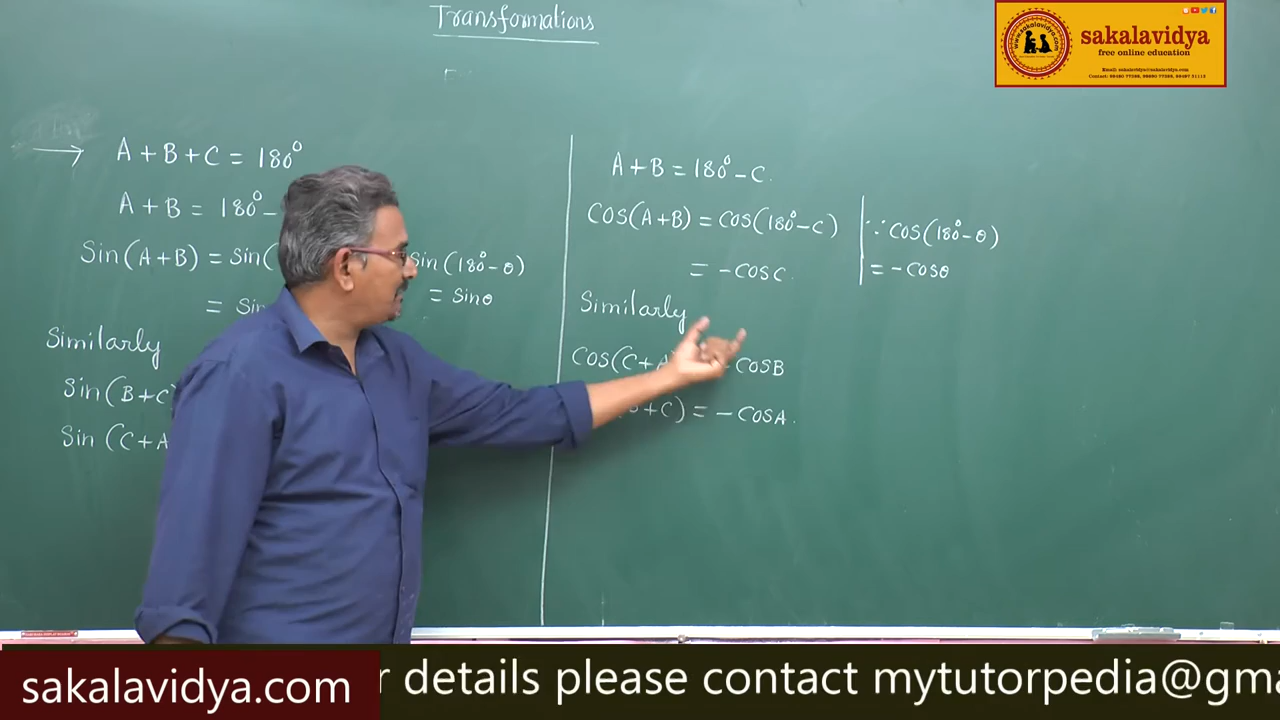 Transformations
sakalavidya
free online education
A+B+C = 180°
A+B = 180° -
Sin(A+B) = Sin(
Sin(180°-θ)
= Sin
= Sinθ
Similarly
Sin(B+C)
Sin (C+A
A+B = 180° - C.
COS(A+B) = COS(180°-C)
∵ COS(180°-θ)
= -COSC.
= -COSθ
Similarly
COS(C+A
-COSB
+C) = -COSA.
sakalavidya.com
r details please contact mytutorpedia@gma